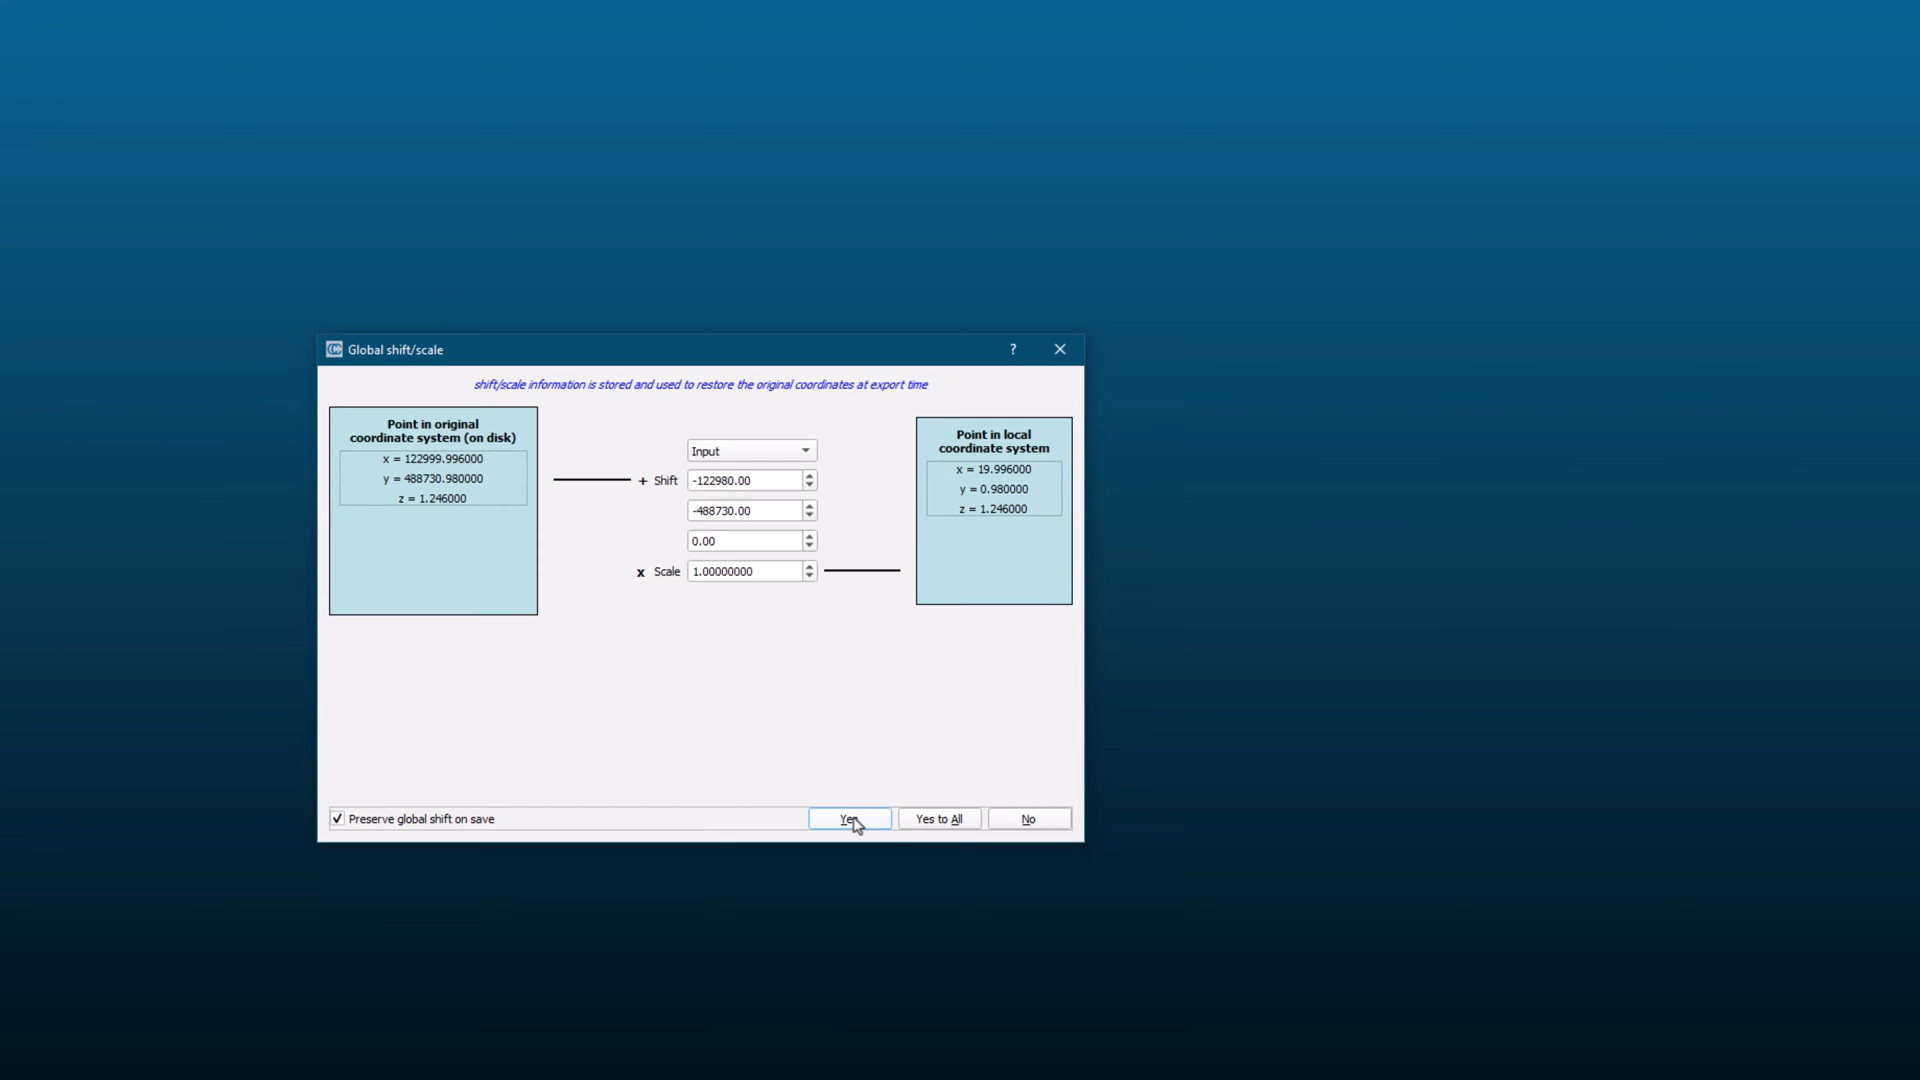 Global shift/scale
?
shift/scale information is stored and used to restore the original coordinates at export time
Point in original
coordinate system (on disk)
x = 122999.996000
y = 488730.980000
z = 1.246000
Input
+ Shift -122980.00
-488730.00
0.00
x Scale 1.00000000
Point in local
coordinate system
x = 19.996000
y = 0.980000
z = 1.246000
Preserve global shift on save
Yes
Yes to All
No